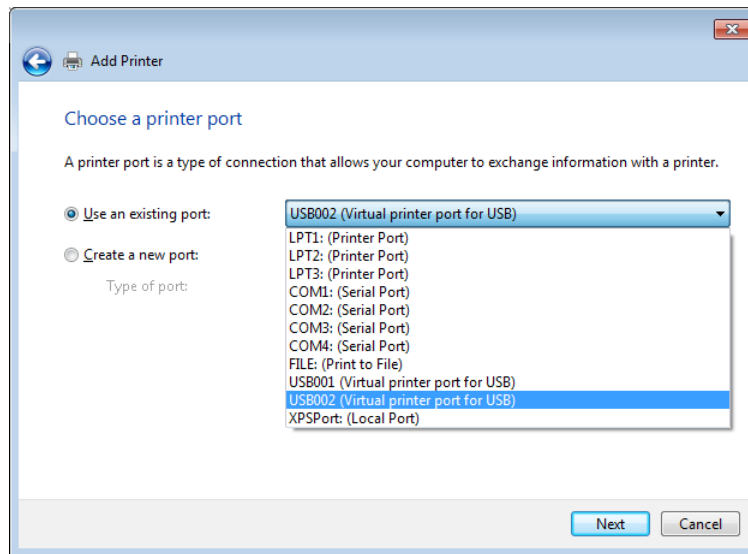 Add Printer
Choose a printer port
A printer port is a type of connection that allows your computer to exchange information with a printer.
Use an existing port: USB002 (Virtual printer port for USB)
LPT1: (Printer Port)
LPT2: (Printer Port)
Create a new port:
LPT3: (Printer Port)
Type of port:
COM1: (Serial Port)
COM2: (Serial Port)
COM3: (Serial Port)
COM4: (Serial Port)
FILE: (Print to File)
USB001 (Virtual printer port for USB)
USB002 (Virtual printer port for USB)
XPSPort: (Local Port)
Next Cancel